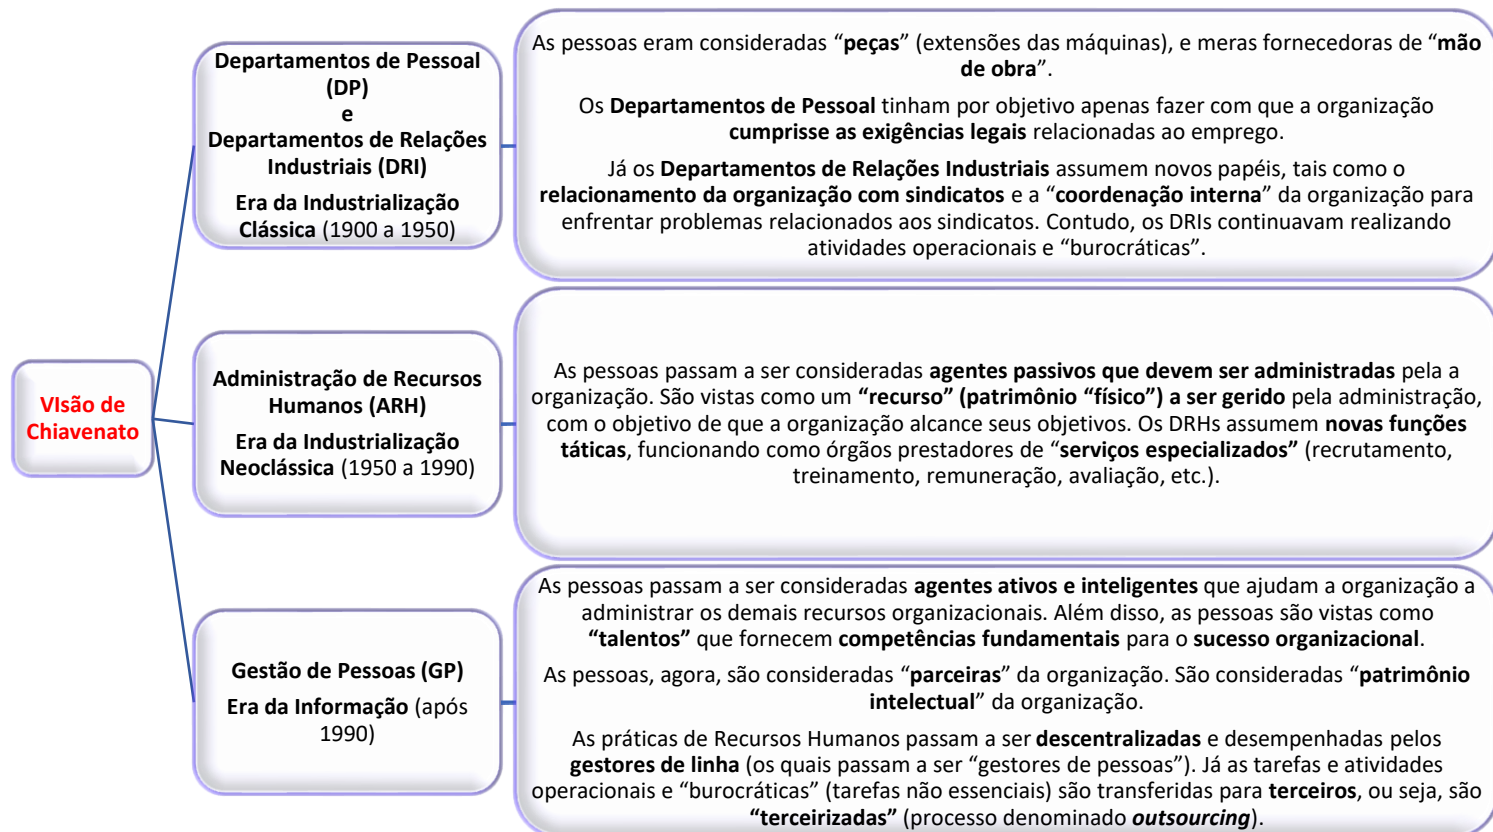 VIsão de
Chiavenato
Departamentos de Pessoal
(DP)
e
Departamentos de Relações
Industriais (DRI)
Era da Industrialização
Clássica (1900 a 1950)
As pessoas eram consideradas “peças” (extensões das máquinas), e meras fornecedoras de “mão
de obra”.
Os Departamentos de Pessoal tinham por objetivo apenas fazer com que a organização
cumprisse as exigências legais relacionadas ao emprego.
Já os Departamentos de Relações Industriais assumem novos papéis, tais como o
relacionamento da organização com sindicatos e a “coordenação interna” da organização para
enfrentar problemas relacionados aos sindicatos. Contudo, os DRIs continuavam realizando
atividades operacionais e “burocráticas”.
Administração de Recursos
Humanos (ARH)
Era da Industrialização
Neoclássica (1950 a 1990)
As pessoas passam a ser consideradas agentes passivos que devem ser administradas pela a
organização. São vistas como um “recurso” (patrimônio “físico”) a ser gerido pela administração,
com o objetivo de que a organização alcance seus objetivos. Os DRHs assumem novas funções
táticas, funcionando como órgãos prestadores de “serviços especializados” (recrutamento,
treinamento, remuneração, avaliação, etc.).
Gestão de Pessoas (GP)
Era da Informação (após
1990)
As pessoas passam a ser consideradas agentes ativos e inteligentes que ajudam a organização a
administrar os demais recursos organizacionais. Além disso, as pessoas são vistas como
“talentos” que fornecem competências fundamentais para o sucesso organizacional.
As pessoas, agora, são consideradas “parceiras” da organização. São consideradas “patrimônio
intelectual” da organização.
As práticas de Recursos Humanos passam a ser descentralizadas e desempenhadas pelos
gestores de linha (os quais passam a ser “gestores de pessoas”). Já as tarefas e atividades
operacionais e “burocráticas” (tarefas não essenciais) são transferidas para terceiros, ou seja, são
“terceirizadas” (processo denominado outsourcing).